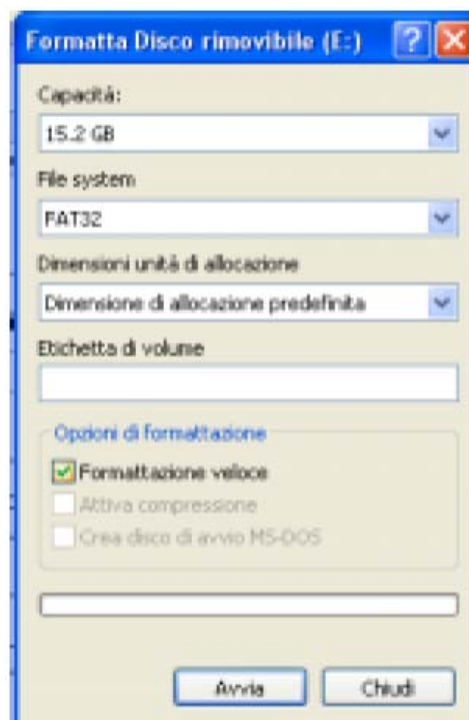 Formatta Disco rimovibile (E:)
Capacità:
15.2 GB
File system
FAT32
Dimensioni unità di allocazione
Dimensione di allocazione predefinita
Etichetta di volume
Opzioni di formattazione
Formattazione veloce
Attiva compressione
Crea disco di avvio MS-DOS
Avvia Chiudi